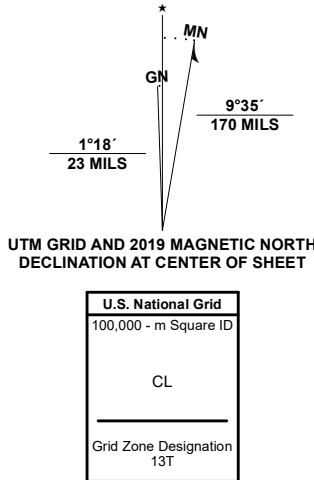 ★
MN
GN
9°35´
170 MILS
1°18´
23 MILS
UTM GRID AND 2019 MAGNETIC NORTH
DECLINATION AT CENTER OF SHEET
U.S. National Grid
100,000 - m Square ID
CL
Grid Zone Designation
13T